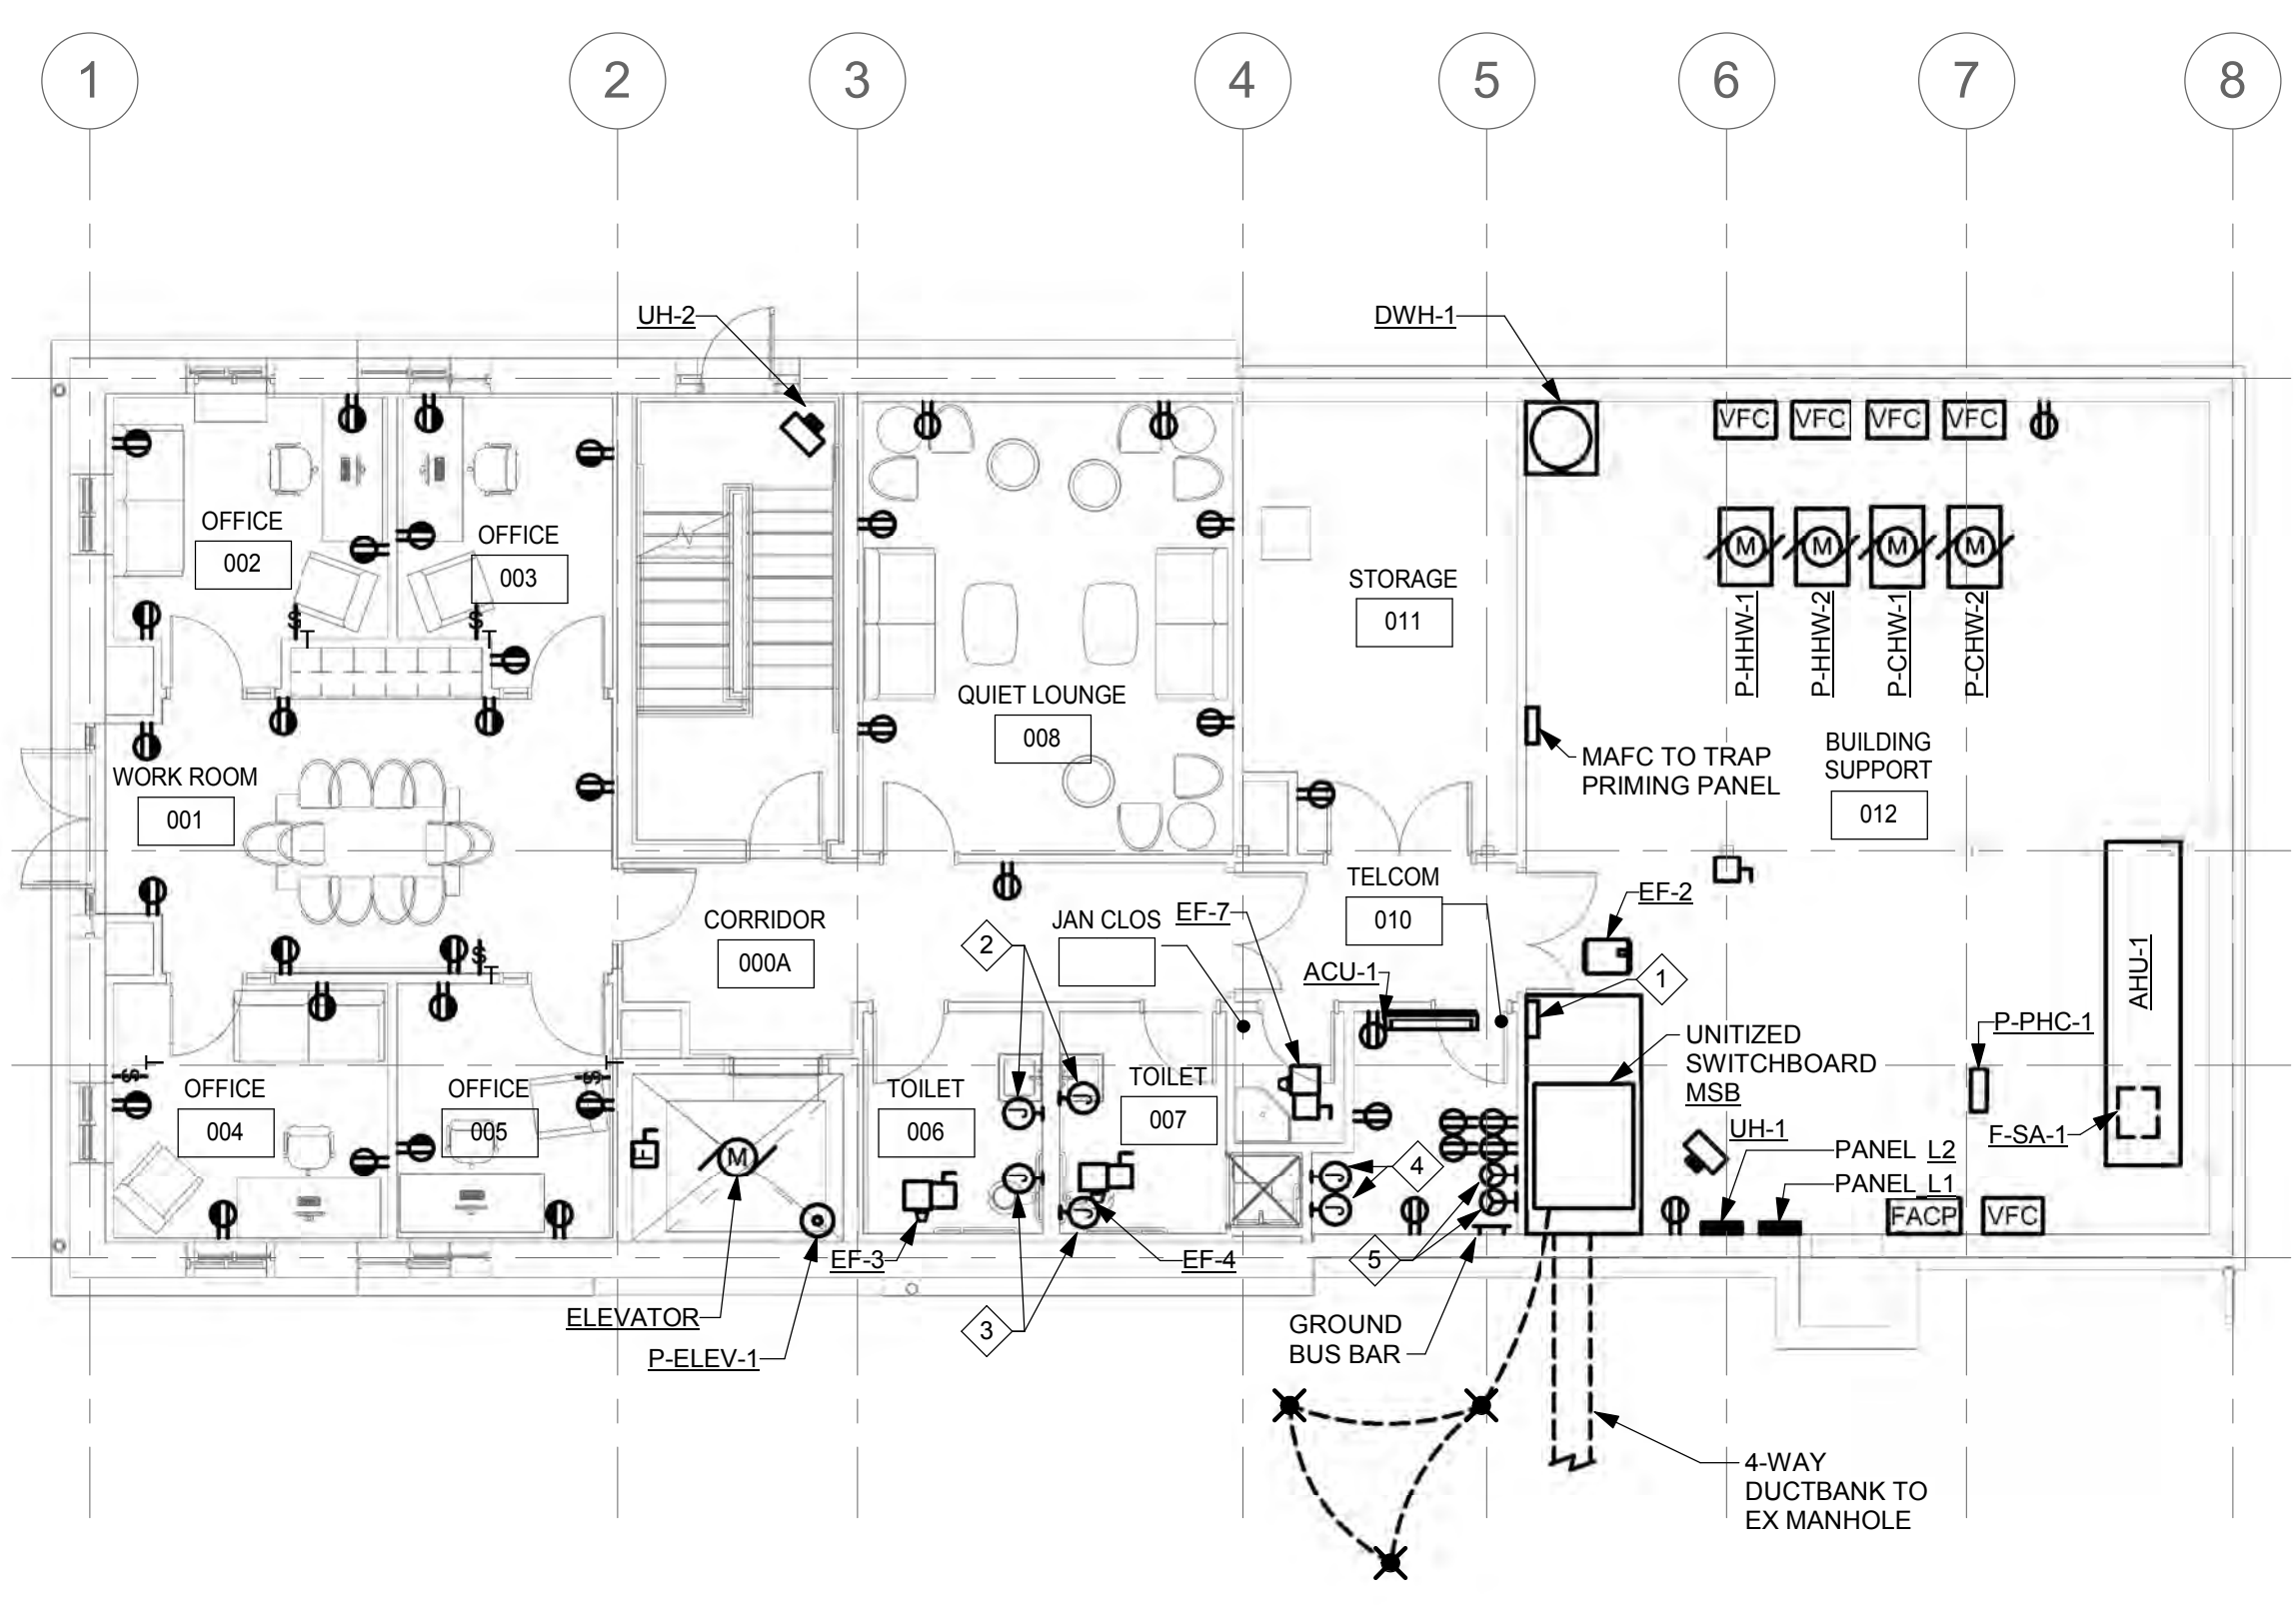 1
2
3
4
5
6
7
8
UH-2
DWH-1
VFC
VFC
VFC
VFC
OFFICE
002
OFFICE
003
$
T
$
T
M
M
M
M
P-HHW-1
P-HHW-2
P-CHW-1
P-CHW-2
STORAGE
011
QUIET LOUNGE
008
MAFC TO TRAP
PRIMING PANEL
BUILDING
SUPPORT
012
WORK ROOM
001
TELCOM
010
EF-2
CORRIDOR
000A
JAN CLOS
EF-7
2
$
T
ACU-1
1
AHU-1
UNITIZED
SWITCHBOARD
MSB
P-PHC-1
OFFICE
004
$
T
OFFICE
005
$
T
TOILET
006
TOILET
007
F
M
UH-1
F-SA-1
PANEL L2
PANEL L1
4
FACP
VFC
EF-3
EF-4
5
ELEVATOR
P-ELEV-1
3
GROUND
BUS BAR
4-WAY
DUCTBANK TO
EX MANHOLE